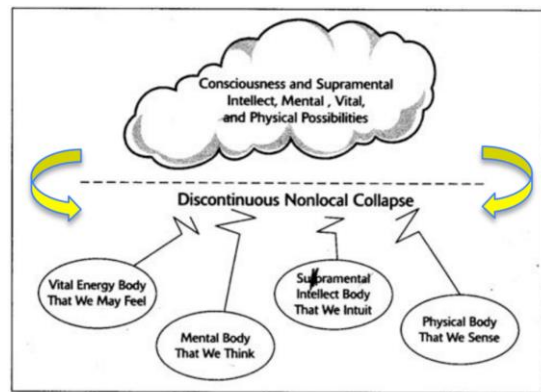 Consciousness and Supramental
Intellect, Mental , Vital,
and Physical Possibilities
Discontinuous Nonlocal Collapse
Vital Energy Body
That We May Feel
Supramental
Intellect Body
That We Intuit
Mental Body
That We Think
Physical Body
That We Sense